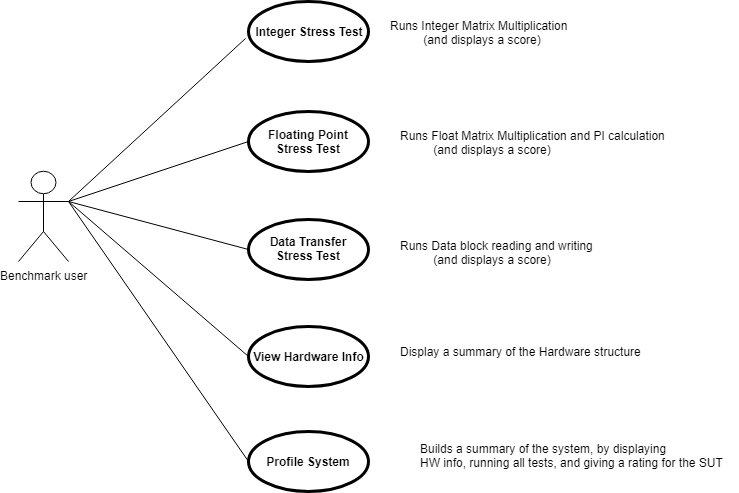 Integer Stress Test
Runs Integer Matrix Multiplication
(and displays a score)
Floating Point
Stress Test
Runs Float Matrix Multiplication and PI calculation
(and displays a score)
Benchmark user
Data Transfer
Stress Test
Runs Data block reading and writing
(and displays a score)
View Hardware Info
Display a summary of the Hardware structure
Profile System
Builds a summary of the system, by displaying
HW info, running all tests, and giving a rating for the SUT